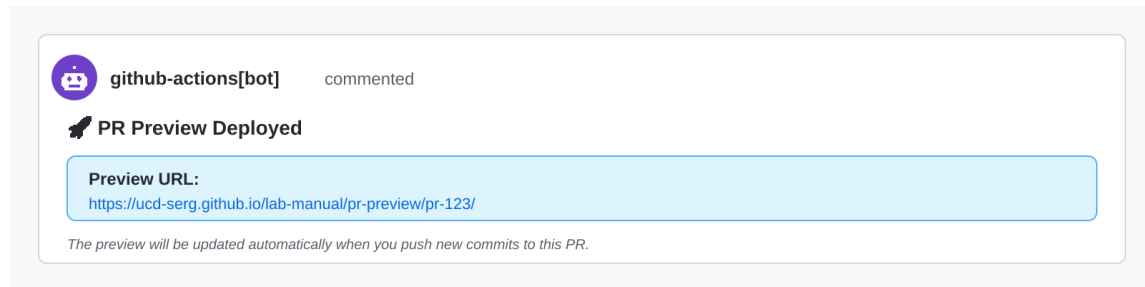 github-actions[bot] commented
🚀 PR Preview Deployed
Preview URL:
https://ucd-serg.github.io/lab-manual/pr-preview/pr-123/
The preview will be updated automatically when you push new commits to this PR.